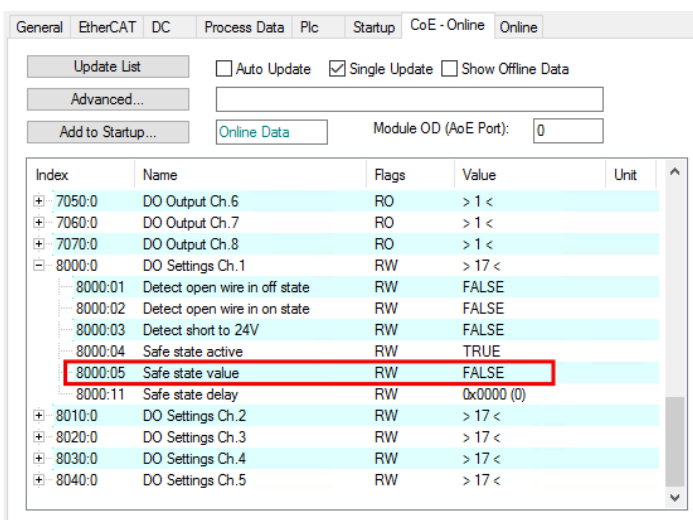 General EtherCAT DC Process Data Plc Startup CoE - Online Online
Update List Auto Update Single Update Show Offline Data
Advanced...
Add to Startup... Online Data Module OD (AoE Port): 0
Index Name Flags Value Unit
7050:0 DO Output Ch.6 RO > 1 <
7060:0 DO Output Ch.7 RO > 1 <
7070:0 DO Output Ch.8 RO > 1 <
8000:0 DO Settings Ch.1 RW > 17 <
8000:01 Detect open wire in off state RW FALSE
8000:02 Detect open wire in on state RW FALSE
8000:03 Detect short to 24V RW FALSE
8000:04 Safe state active RW TRUE
8000:05 Safe state value RW FALSE
8000:11 Safe state delay RW 0x0000 (0)
8010:0 DO Settings Ch.2 RW > 17 <
8020:0 DO Settings Ch.3 RW > 17 <
8030:0 DO Settings Ch.4 RW > 17 <
8040:0 DO Settings Ch.5 RW > 17 <